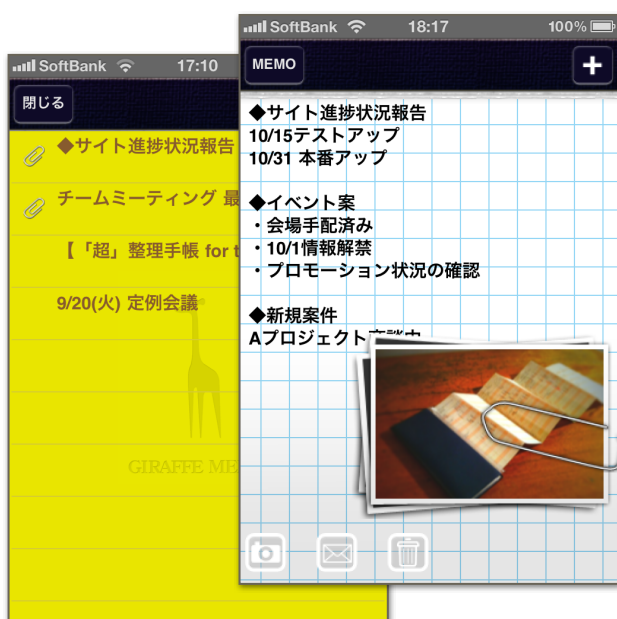 SoftBank 17:10
閉じる
◆サイト進捗状況報告
チームミーティング 最
【「超」整理手帳 for t
9/20(火) 定例会議
GIRAFFE ME
SoftBank 18:17 100%
MEMO
◆サイト進捗状況報告
10/15テストアップ
10/31 本番アップ
◆イベント案
・会場手配済み
・10/1情報解禁
・プロモーション状況の確認
◆新規案件
Aプロジェクト商談中